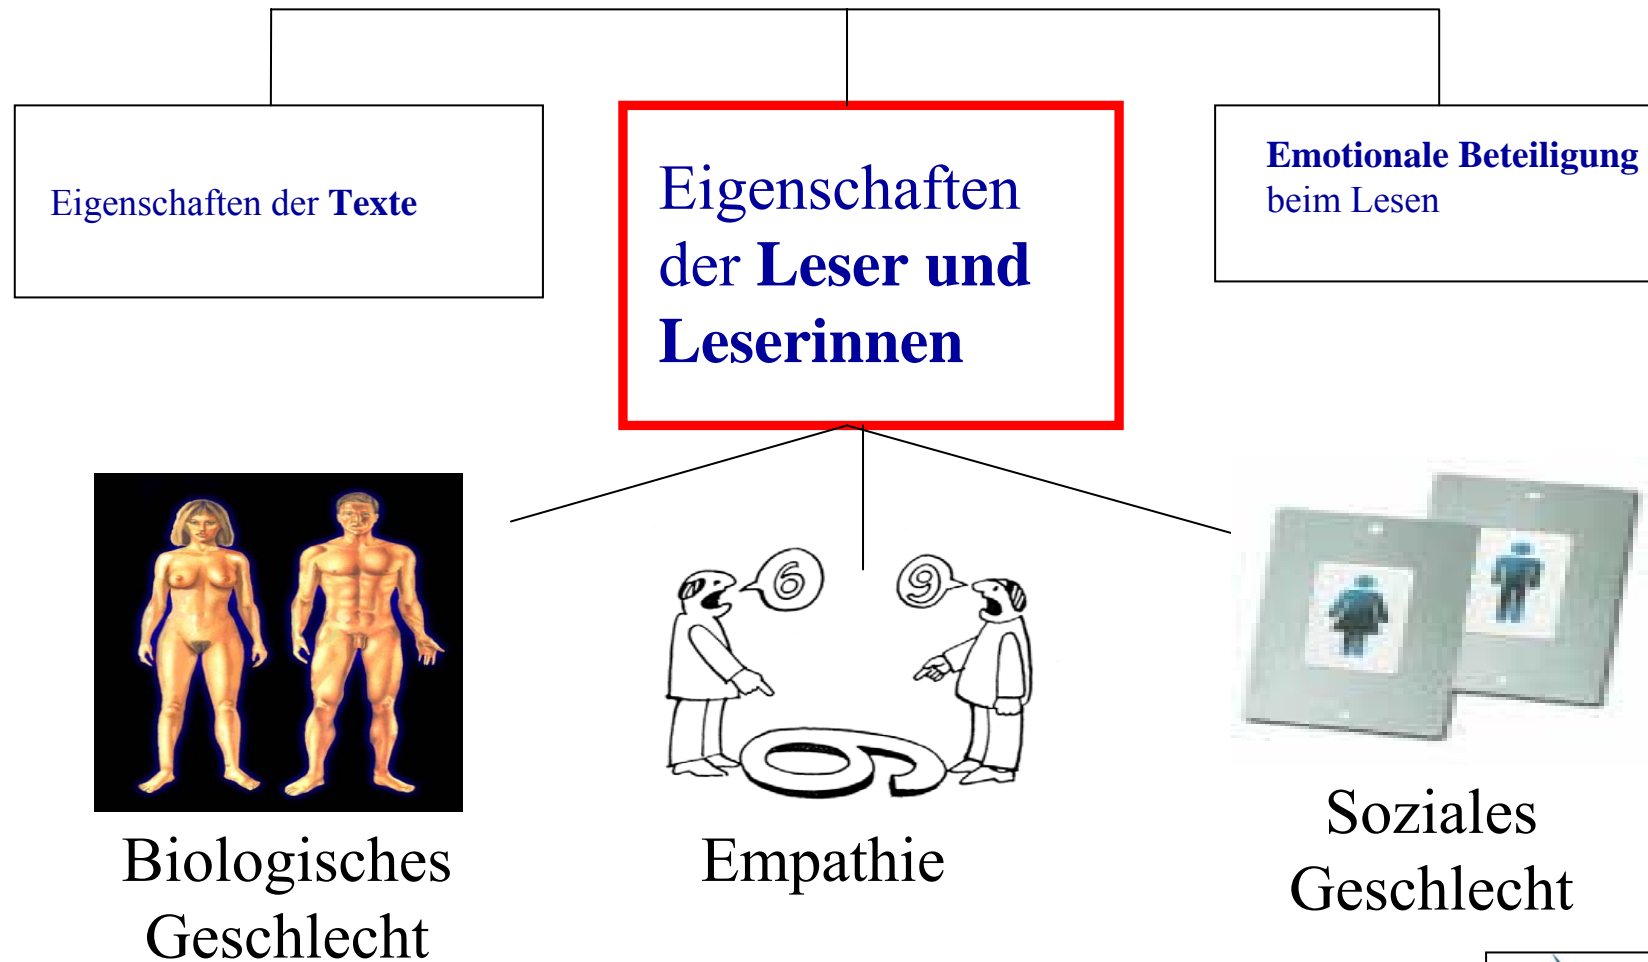 Eigenschaften der Texte
Eigenschaften
der Leser und
Leserinnen
Emotionale Beteiligung
beim Lesen
6
9
Biologisches
Geschlecht
Empathie
Soziales
Geschlecht